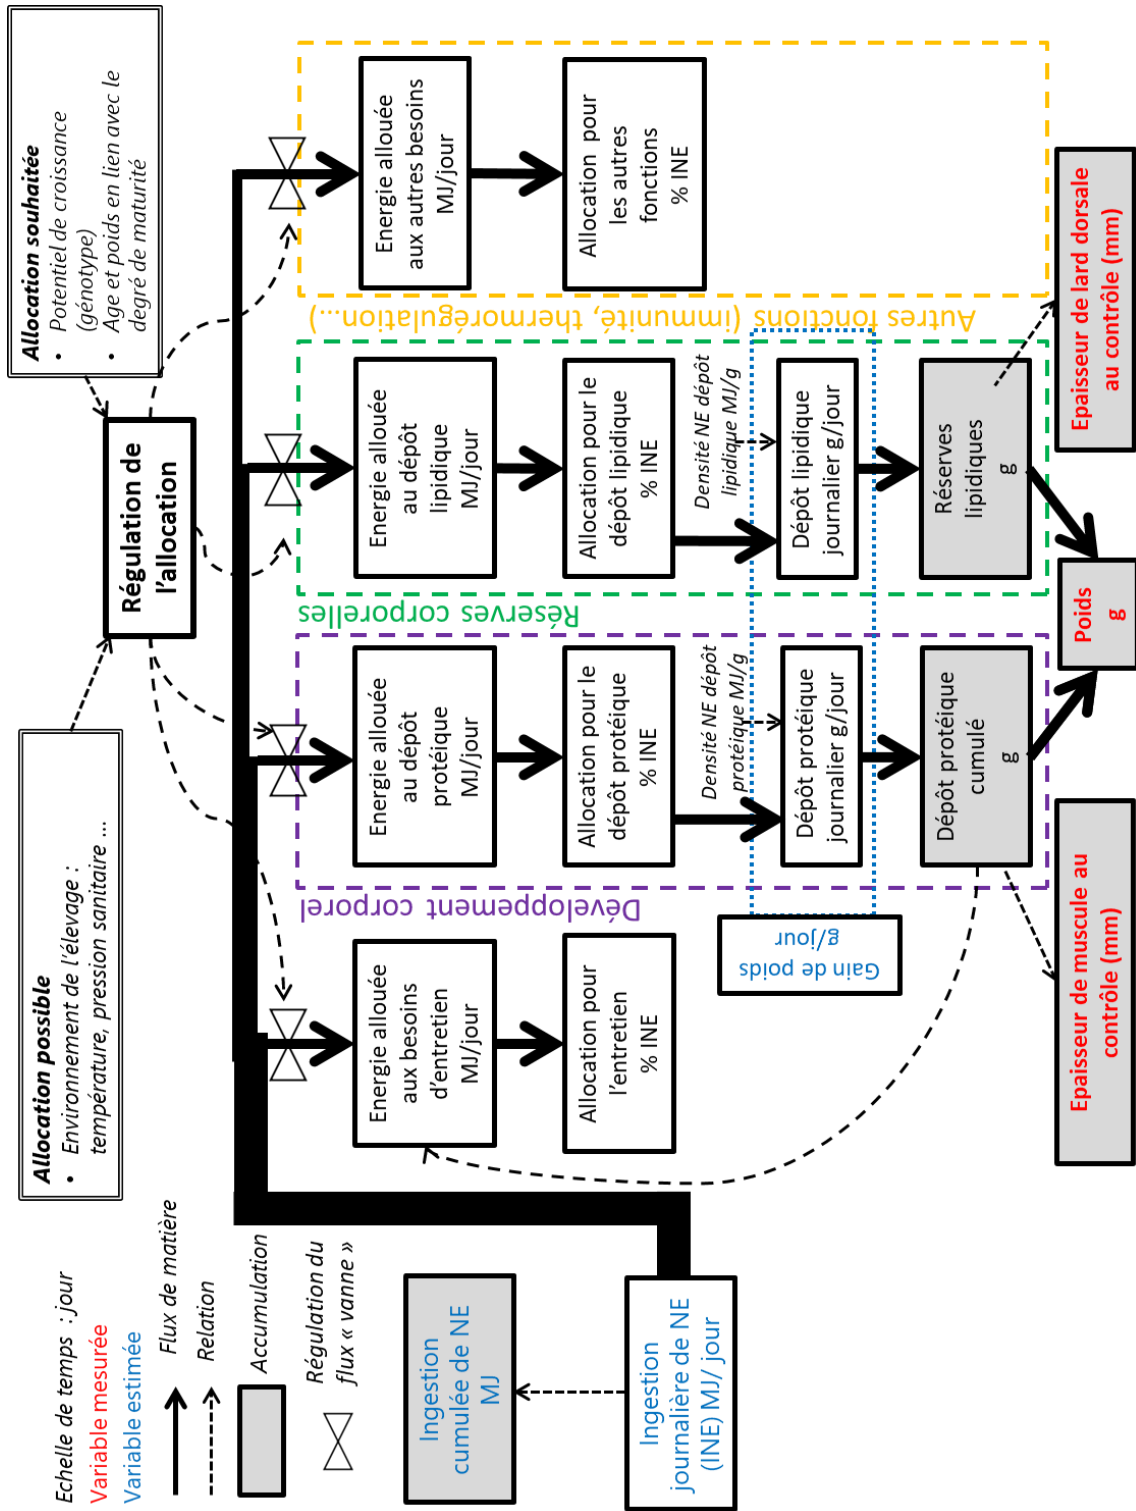 Echelle de temps : jour
Variable mesurée
Variable estimée
Flux de matière
Relation
Accumulation
Régulation du
flux « vanne »
Allocation possible
• Environnement de l'élevage :
température, pression sanitaire ...
Allocation souhaitée
• Potentiel de croissance
(génotype)
• Age et poids en lien avec le
degré de maturité
Régulation de
l'allocation
Ingestion
cumulée de NE
MJ
Ingestion
journalière de NE
(INE) MJ/ jour
Energie allouée
aux besoins
d'entretien
MJ/jour
Allocation pour
l'entretien
% INE
Développement corporel
Energie allouée
au dépôt
protéique
MJ/jour
Allocation pour le
dépôt protéique
% INE
Densité NE dépôt
protéique MJ/g
Dépôt protéique
journalier g/jour
Dépôt protéique
cumulé
g
Gain de poids
g/jour
Réserves corporelles
Energie allouée
au dépôt
lipidique
MJ/jour
Allocation pour le
dépôt lipidique
% INE
Densité NE dépôt
lipidique MJ/g
Dépôt lipidique
journalier g/jour
Réserves
lipidiques
g
Autres fonctions (immunité, thermorégulation...)
Energie allouée
aux autres besoins
MJ/jour
Allocation pour
les autres
fonctions
% INE
Epaisseur de muscule au
contrôle (mm)
Poids
g
Epaisseur de lard dorsale
au contrôle (mm)